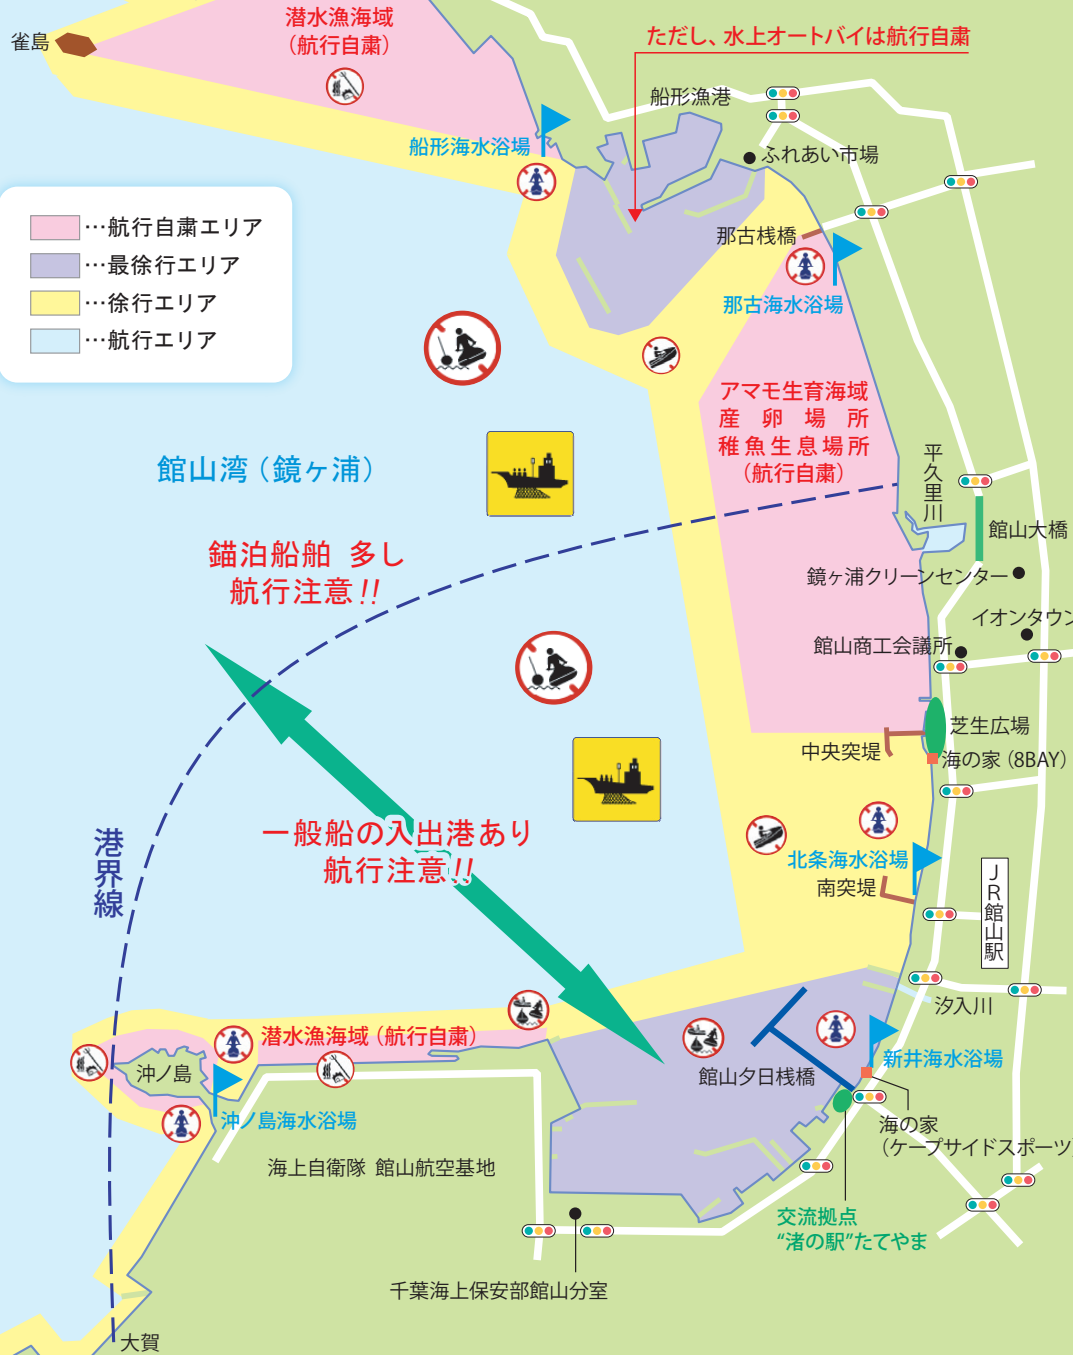 雀島
潜水漁海域
（航行自粛）
ただし、水上オートバイは航行自粛
船形漁港
船形海水浴場
ふれあい市場
…航行自粛エリア
…最徐行エリア
…徐行エリア
…航行エリア
那古桟橋
那古海水浴場
アマモ生育海域
産卵場所
稚魚生息場所
（航行自粛）
館山湾（鏡ヶ浦）
平久里川
館山大橋
錨泊船舶 多し
航行注意!!
鏡ヶ浦クリーンセンター
イオンタウン
館山商工会議所
芝生広場
中央突堤
海の家（8BAY）
一般船の入出港あり
航行注意!!
港界線
北条海水浴場
南突堤
JR館山駅
汐入川
潜水漁海域（航行自粛）
沖ノ島
新井海水浴場
館山夕日桟橋
沖ノ島海水浴場
海の家
（ケープサイドスポーツ）
海上自衛隊 館山航空基地
交流拠点
“渚の駅”たてやま
千葉海上保安部館山分室
大賀